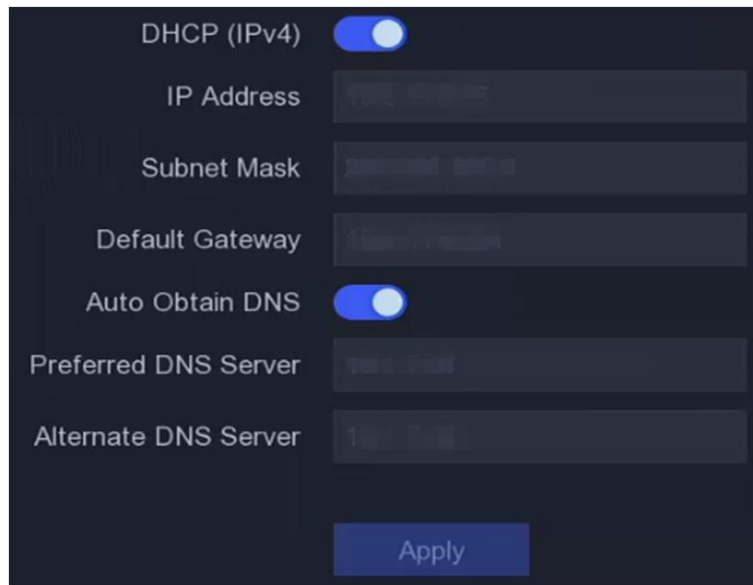 DHCP (IPv4)
IP Address
Subnet Mask
Default Gateway
Auto Obtain DNS
Preferred DNS Server
Alternate DNS Server
Apply